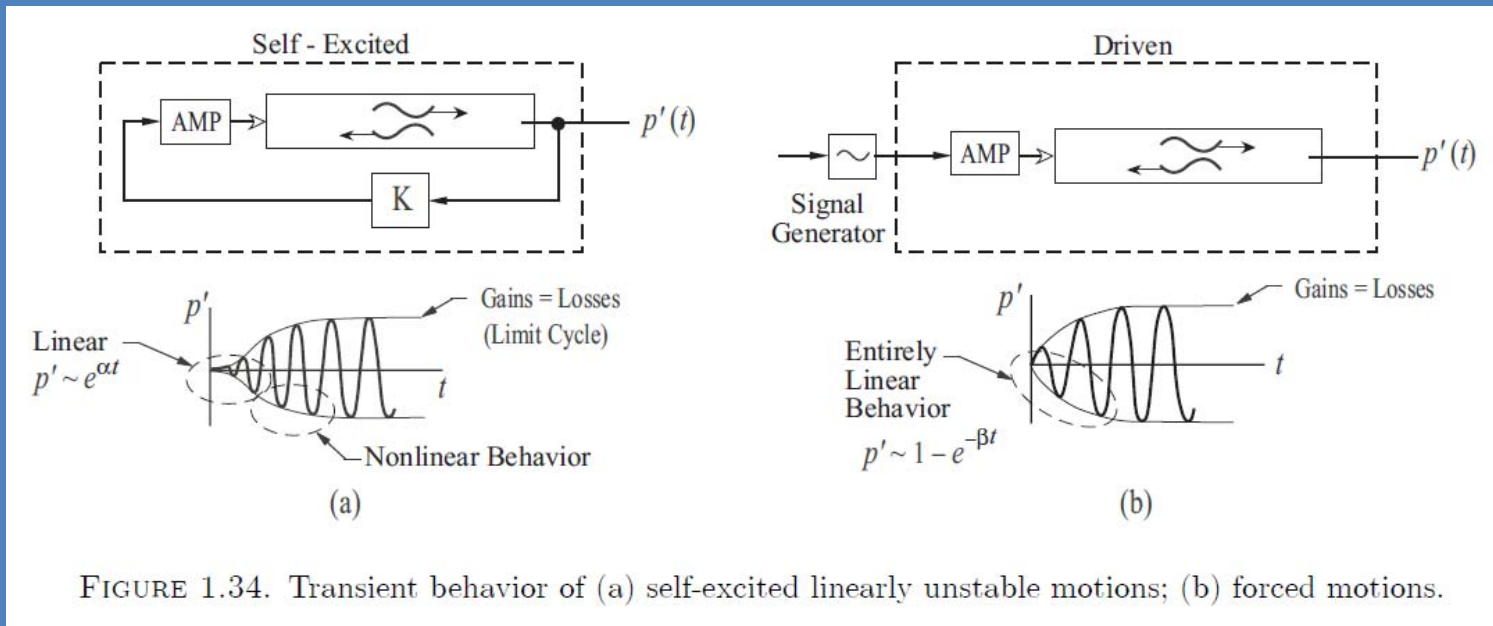 Self - Excited
AMP
p′(t)
K
p′
Gains = Losses
(Limit Cycle)
Linear
p′ ~ e^αt
t
Nonlinear Behavior
(a)
Driven
AMP
p′(t)
Signal
Generator
p′
Gains = Losses
t
Entirely
Linear
Behavior
p′ ~ 1 – e^–βt
(b)
FIGURE 1.34. Transient behavior of (a) self-excited linearly unstable motions; (b) forced motions.